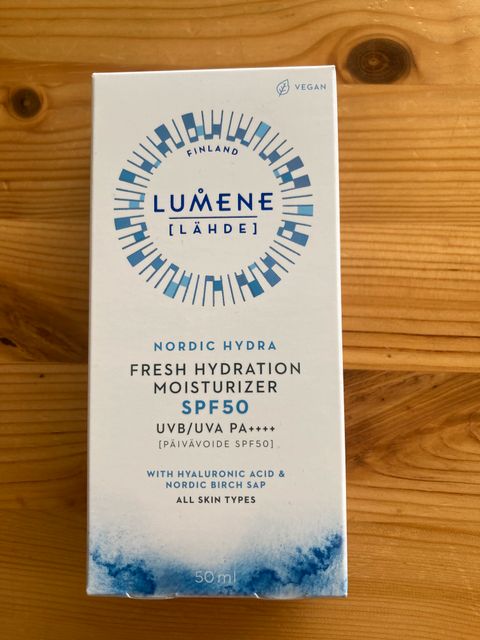 VEGAN
FINLAND
LUMENE
[LÄHDE]
NORDIC HYDRA
FRESH HYDRATION
MOISTURIZER
SPF50
UVB/UVA PA++++
[PÄIVÄVOIDE SPF50]
WITH HYALURONIC ACID &
NORDIC BIRCH SAP
ALL SKIN TYPES
50 ml